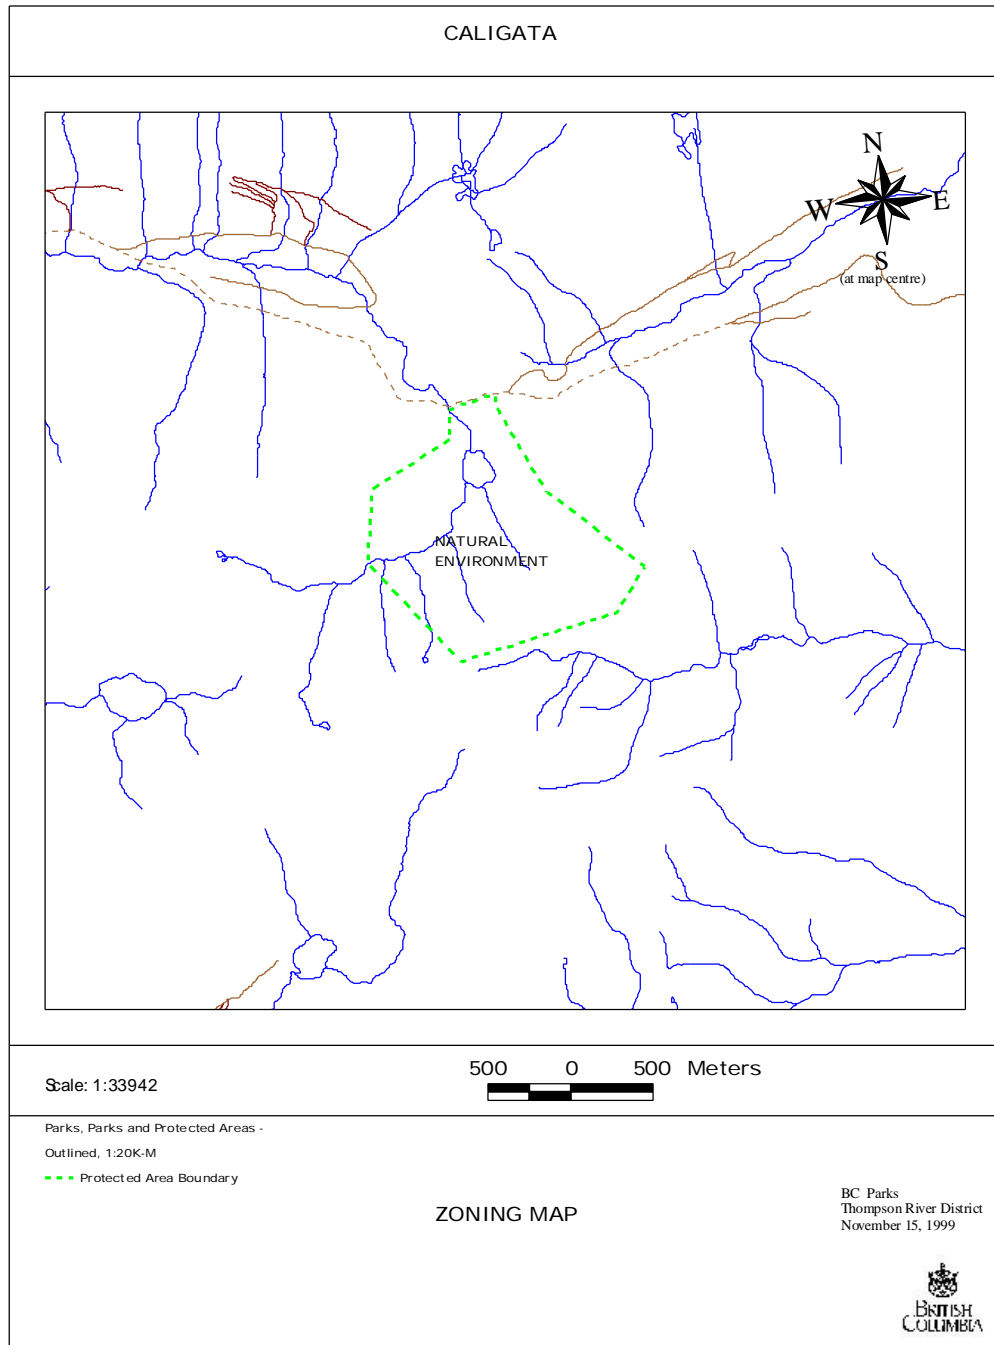 CALIGATA
N
W
E
S
(at map centre)
NATURAL
ENVIRONMENT
Scale: 1:33942
500 0 500 Meters
Parks, Parks and Protected Areas -
Outlined, 1:20K-M
Protected Area Boundary
ZONING MAP
BC Parks
Thompson River District
November 15, 1999
BRITISH
COLUMBIA